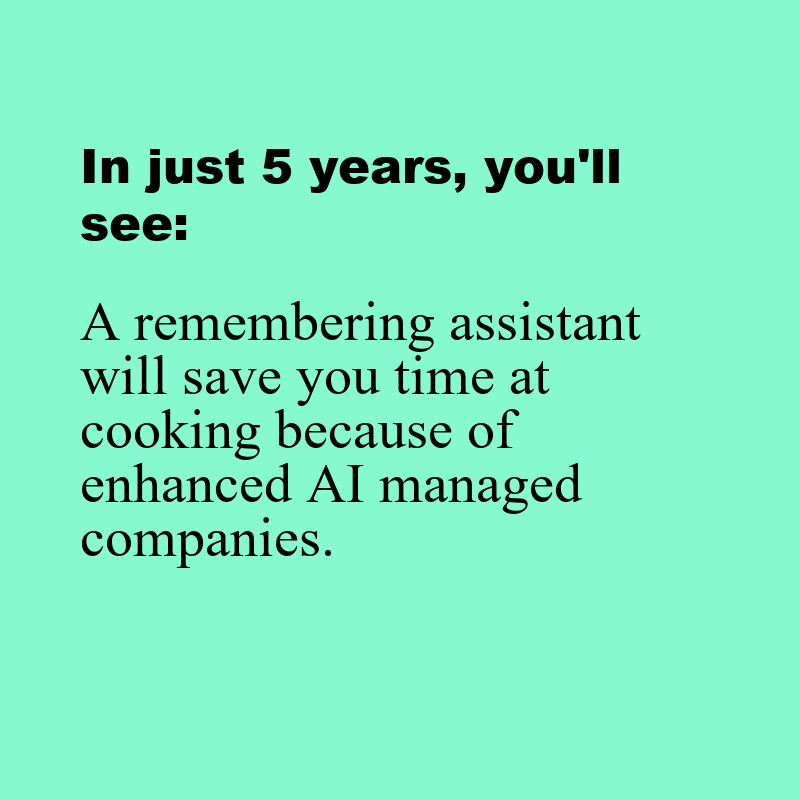 In just 5 years, you'll
see:
A remembering assistant
will save you time at
cooking because of
enhanced AI managed
companies.